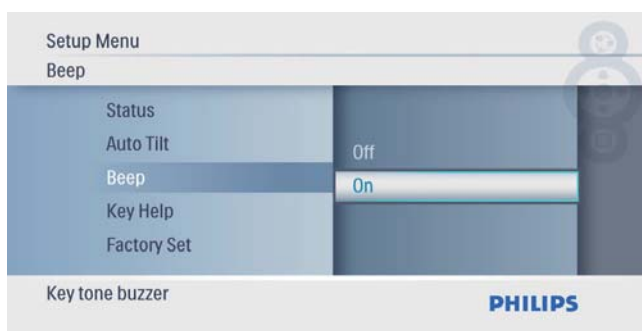 Setup Menu
Beep
Status
Auto Tilt
Beep
Key Help
Factory Set
Off
On
Key tone buzzer
PHILIPS